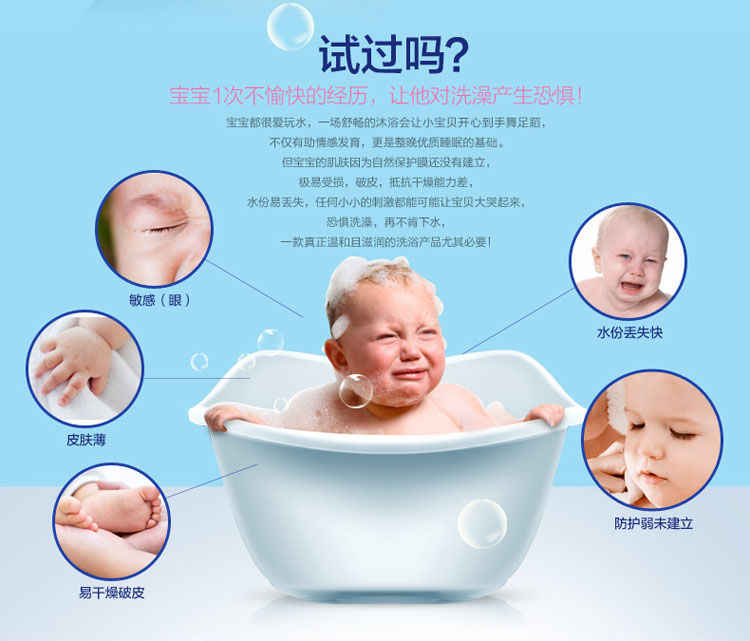 试过吗?
宝宝1次不愉快的经历，让他对洗澡产生恐惧！
宝宝都很爱玩水，一场舒畅的沐浴会让小宝贝开心到手舞足蹈，
不仅有助情感发育，更是整晚优质睡眠的基础。
但宝宝的肌肤因为自然保护膜还没有建立，
极易受损，破皮，抵抗干燥能力差，
水份易丢失，任何小小的刺激都能可能让宝贝大哭起来，
恐惧洗澡，再不肯下水，
一款真正温和且滋润的洗浴产品尤其必要！
敏感（眼）
水份丢失快
皮肤薄
防护弱未建立
易干燥破皮